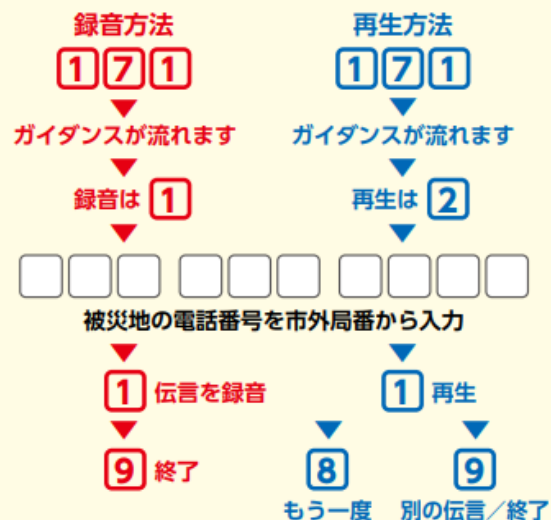 録音方法
171
ガイダンスが流れます
録音は 1
再生方法
171
ガイダンスが流れます
再生は 2
被災地の電話番号を市外局番から入力
1 伝言を録音
9 終了
1 再生
8
もう一度
9
別の伝言/終了